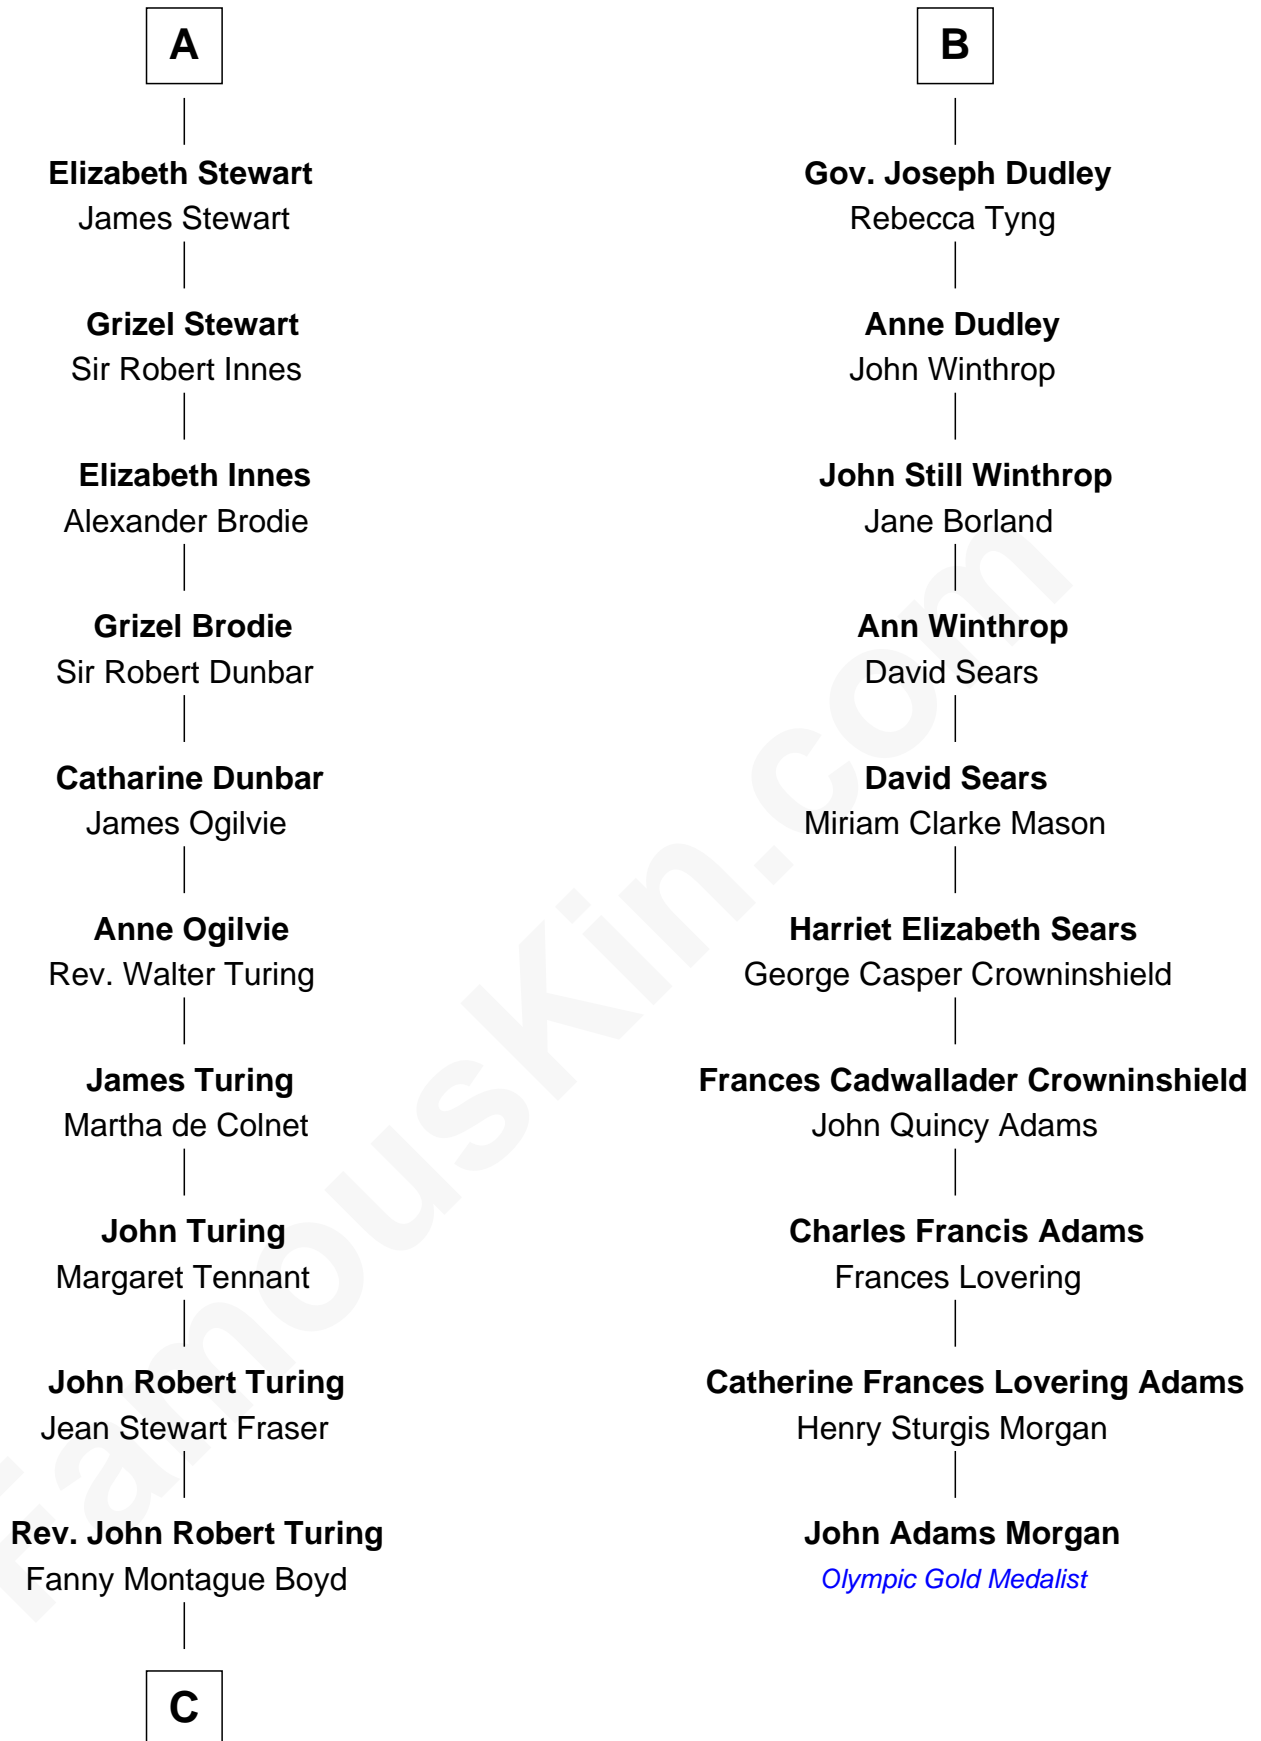 A
Elizabeth Stewart
James Stewart
Grizel Stewart
Sir Robert Innes
Elizabeth Innes
Alexander Brodie
Grizel Brodie
Sir Robert Dunbar
Catharine Dunbar
James Ogilvie
Anne Ogilvie
Rev. Walter Turing
James Turing
Martha de Colnet
John Turing
Margaret Tennant
John Robert Turing
Jean Stewart Fraser
Rev. John Robert Turing
Fanny Montague Boyd
C
B
Gov. Joseph Dudley
Rebecca Tyng
Anne Dudley
John Winthrop
John Still Winthrop
Jane Borland
Ann Winthrop
David Sears
David Sears
Miriam Clarke Mason
Harriet Elizabeth Sears
George Casper Crowninshield
Frances Cadwallader Crowninshield
John Quincy Adams
Charles Francis Adams
Frances Lovering
Catherine Frances Lovering Adams
Henry Sturgis Morgan
John Adams Morgan
Olympic Gold Medalist
FamousKin.com